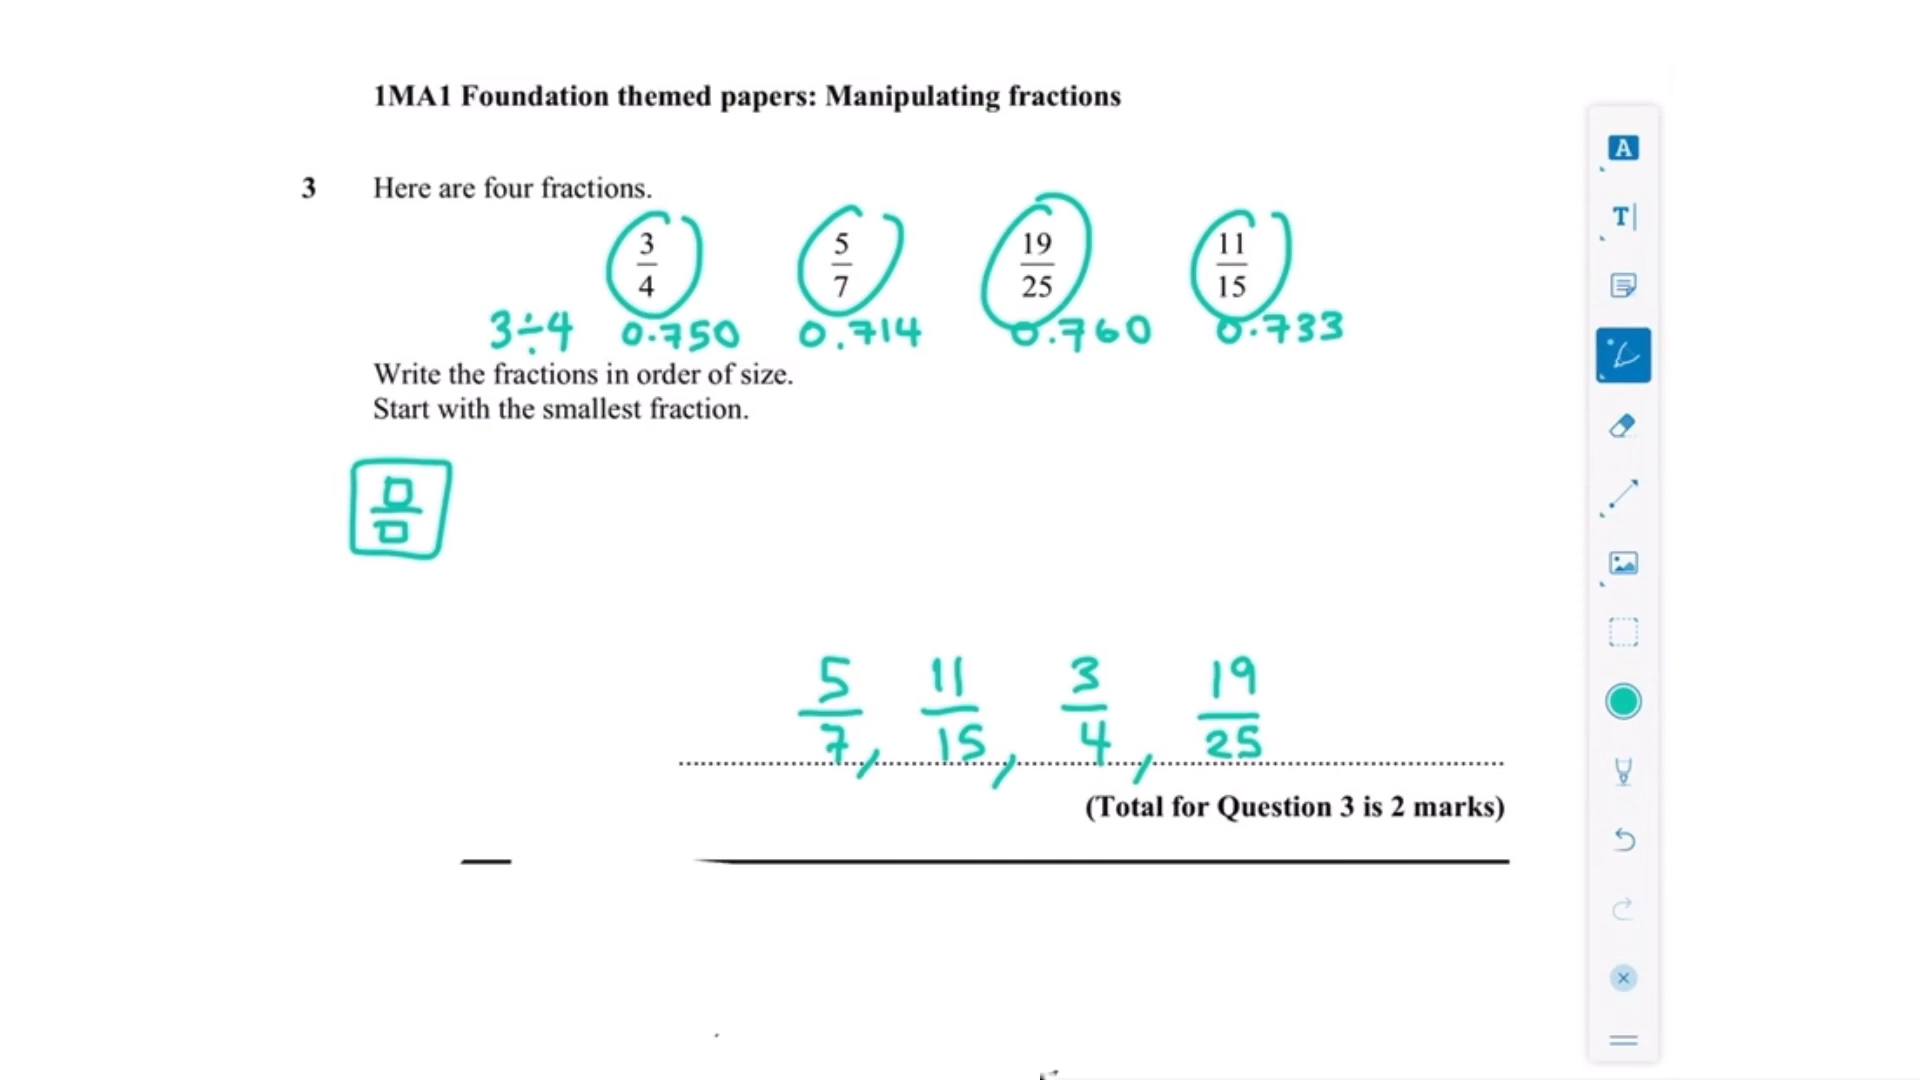 1MA1 Foundation themed papers: Manipulating fractions
3 Here are four fractions.
3/4 5/7 19/25 11/15
3÷4 0.750 0.714 0.760 0.733
Write the fractions in order of size.
Start with the smallest fraction.
5/7, 11/15, 3/4, 19/25
(Total for Question 3 is 2 marks)
A
T